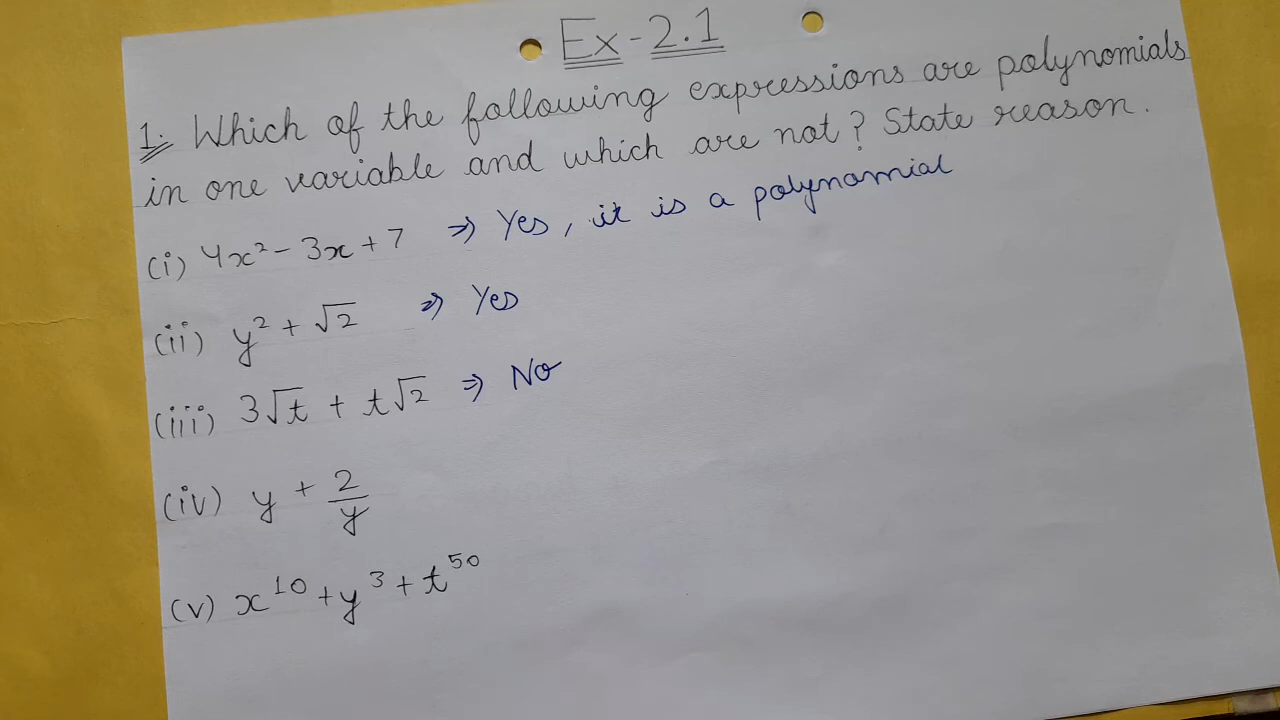 Ex-2.1
1. Which of the following expressions are polynomials
in one variable and which are not? State reason.
(i) 4x² - 3x + 7 ⇒ Yes, it is a polynomial
(ii) y² + √2 ⇒ Yes
(iii) 3√t + t√2 ⇒ No
(iv) y + 2/y
(v) x¹⁰ + y³ + t⁵⁰